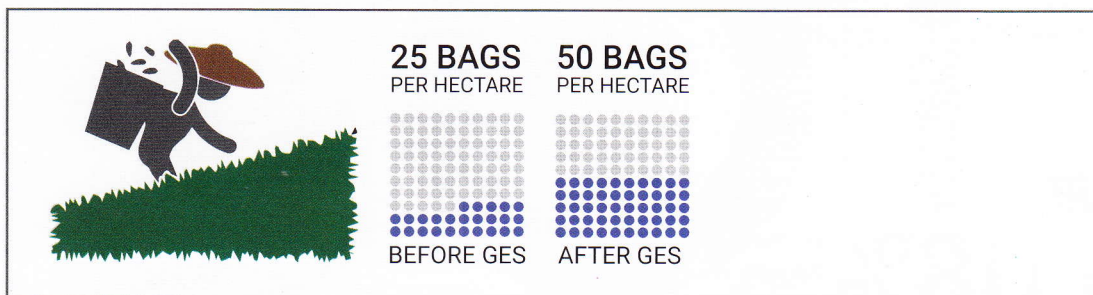 25 BAGS
PER HECTARE
50 BAGS
PER HECTARE
BEFORE GES
AFTER GES